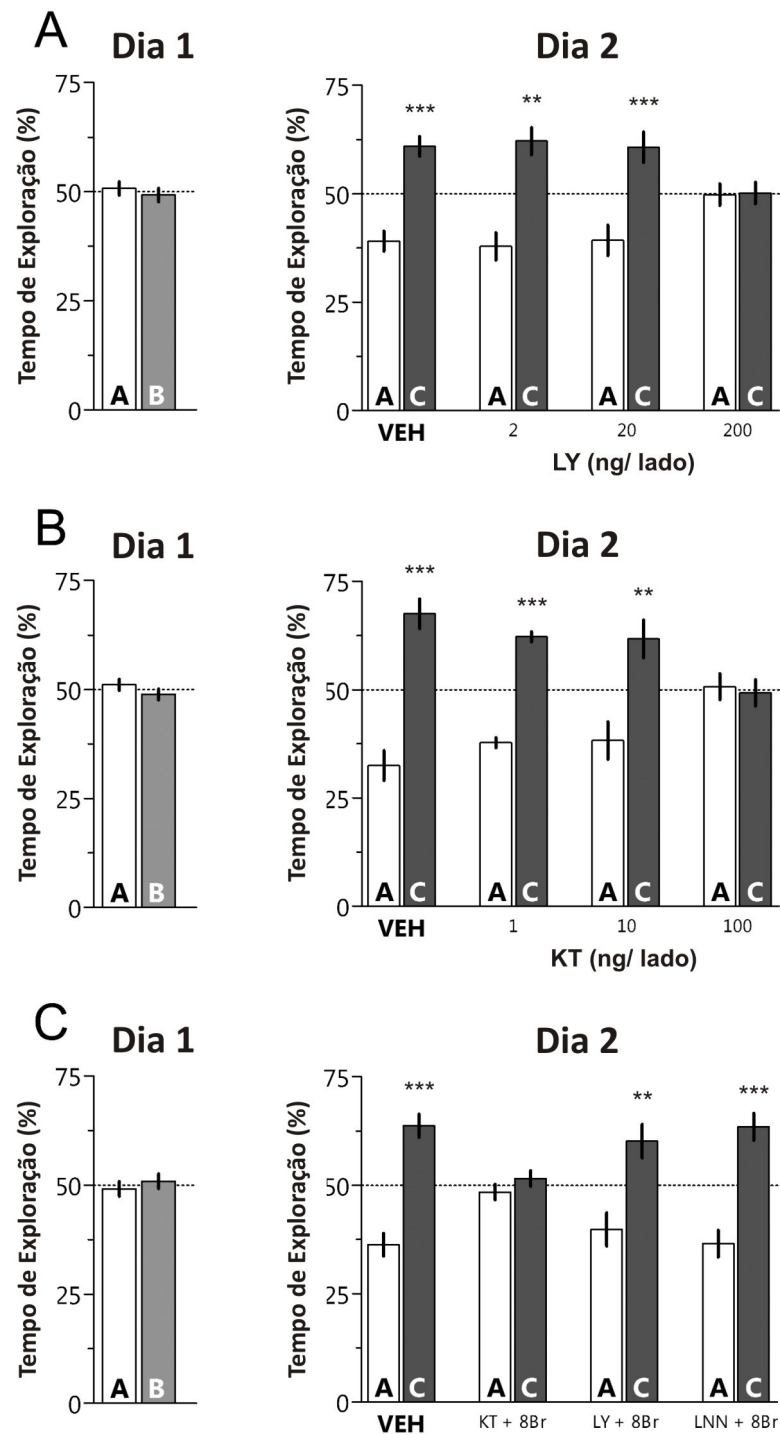 A
Dia 1
Dia 2
Tempo de Exploração (%)
75
50
25
0
A B
Tempo de Exploração (%)
75
50
25
0
*** ** ***
A C A C A C A C
VEH 2 20 200
LY (ng/ lado)
B
Dia 1
Dia 2
Tempo de Exploração (%)
75
50
25
0
A B
Tempo de Exploração (%)
75
50
25
0
*** *** **
A C A C A C A C
VEH 1 10 100
KT (ng/ lado)
C
Dia 1
Dia 2
Tempo de Exploração (%)
75
50
25
0
A B
Tempo de Exploração (%)
75
50
25
0
*** ** ***
A C A C A C A C
VEH KT + 8Br LY + 8Br LNN + 8Br